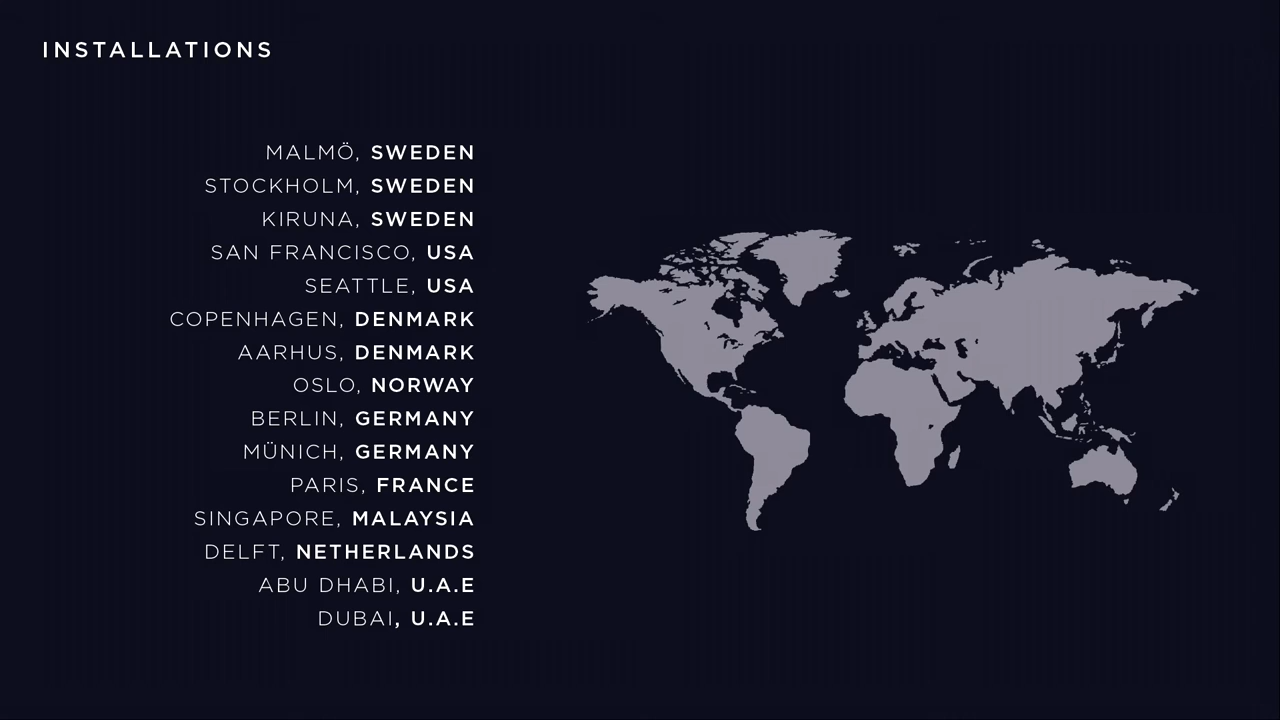 INSTALLATIONS
MALMÖ, SWEDEN
STOCKHOLM, SWEDEN
KIRUNA, SWEDEN
SAN FRANCISCO, USA
SEATTLE, USA
COPENHAGEN, DENMARK
AARHUS, DENMARK
OSLO, NORWAY
BERLIN, GERMANY
MÜNICH, GERMANY
PARIS, FRANCE
SINGAPORE, MALAYSIA
DELFT, NETHERLANDS
ABU DHABI, U.A.E
DUBAI, U.A.E